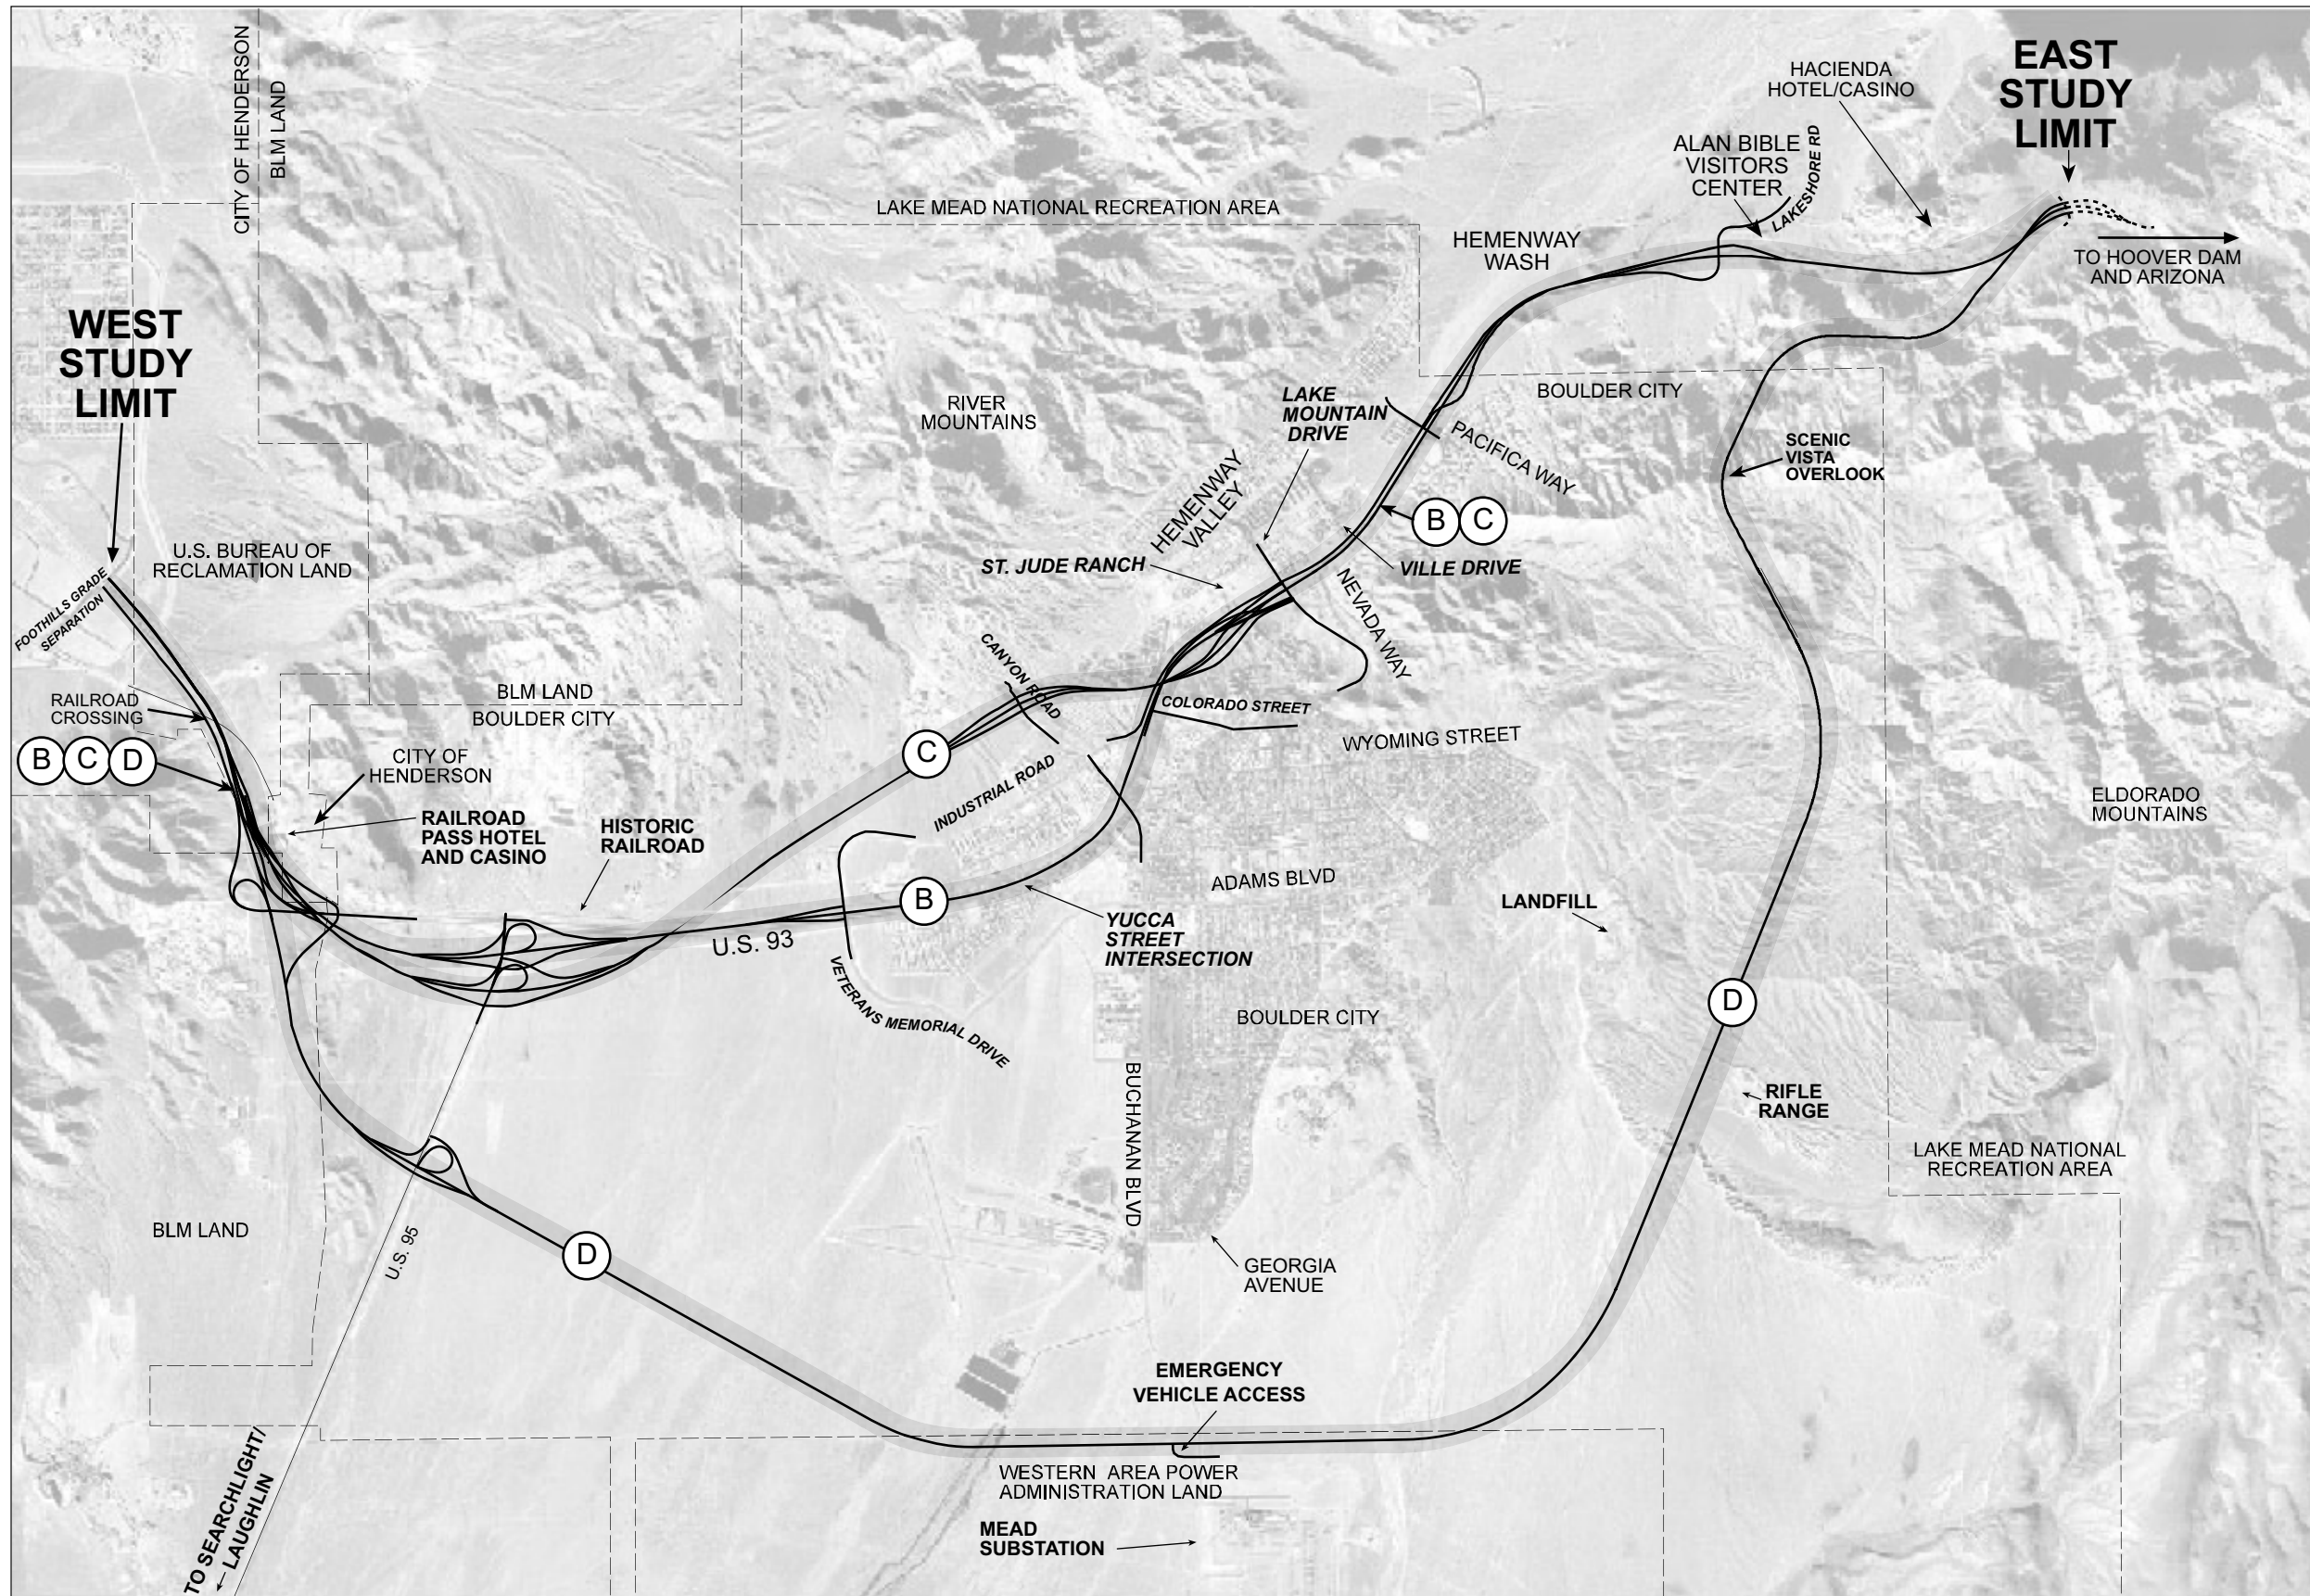 CITY OF HENDERSON
BLM LAND
EAST
STUDY
LIMIT
HACIENDA
HOTEL/CASINO
ALAN BIBLE
VISITORS
CENTER
LAKESHORE RD
LAKE MEAD NATIONAL RECREATION AREA
HEMENWAY
WASH
TO HOOVER DAM
AND ARIZONA
WEST
STUDY
LIMIT
RIVER
MOUNTAINS
LAKE
MOUNTAIN
DRIVE
BOULDER CITY
PACIFICA WAY
SCENIC
VISTA
OVERLOOK
HEMENWAY
VALLEY
B
C
U.S. BUREAU OF
RECLAMATION LAND
ST. JUDE RANCH
VILLE DRIVE
NEVADA WAY
FOOTHILLS GRADE
SEPARATION
CANYON ROAD
RAILROAD
CROSSING
BLM LAND
BOULDER CITY
COLORADO STREET
WYOMING STREET
B
C
D
CITY OF
HENDERSON
C
INDUSTRIAL ROAD
ELDORADO
MOUNTAINS
RAILROAD
PASS HOTEL
AND CASINO
HISTORIC
RAILROAD
ADAMS BLVD
B
LANDFILL
YUCCA
STREET
INTERSECTION
U.S. 93
VETERANS MEMORIAL DRIVE
D
BOULDER CITY
BUCHANAN BLVD
RIFLE
RANGE
LAKE MEAD NATIONAL
RECREATION AREA
BLM LAND
U.S. 95
D
GEORGIA
AVENUE
EMERGENCY
VEHICLE ACCESS
WESTERN AREA POWER
ADMINISTRATION LAND
MEAD
SUBSTATION
TO SEARCHLIGHT/
LAUGHLIN